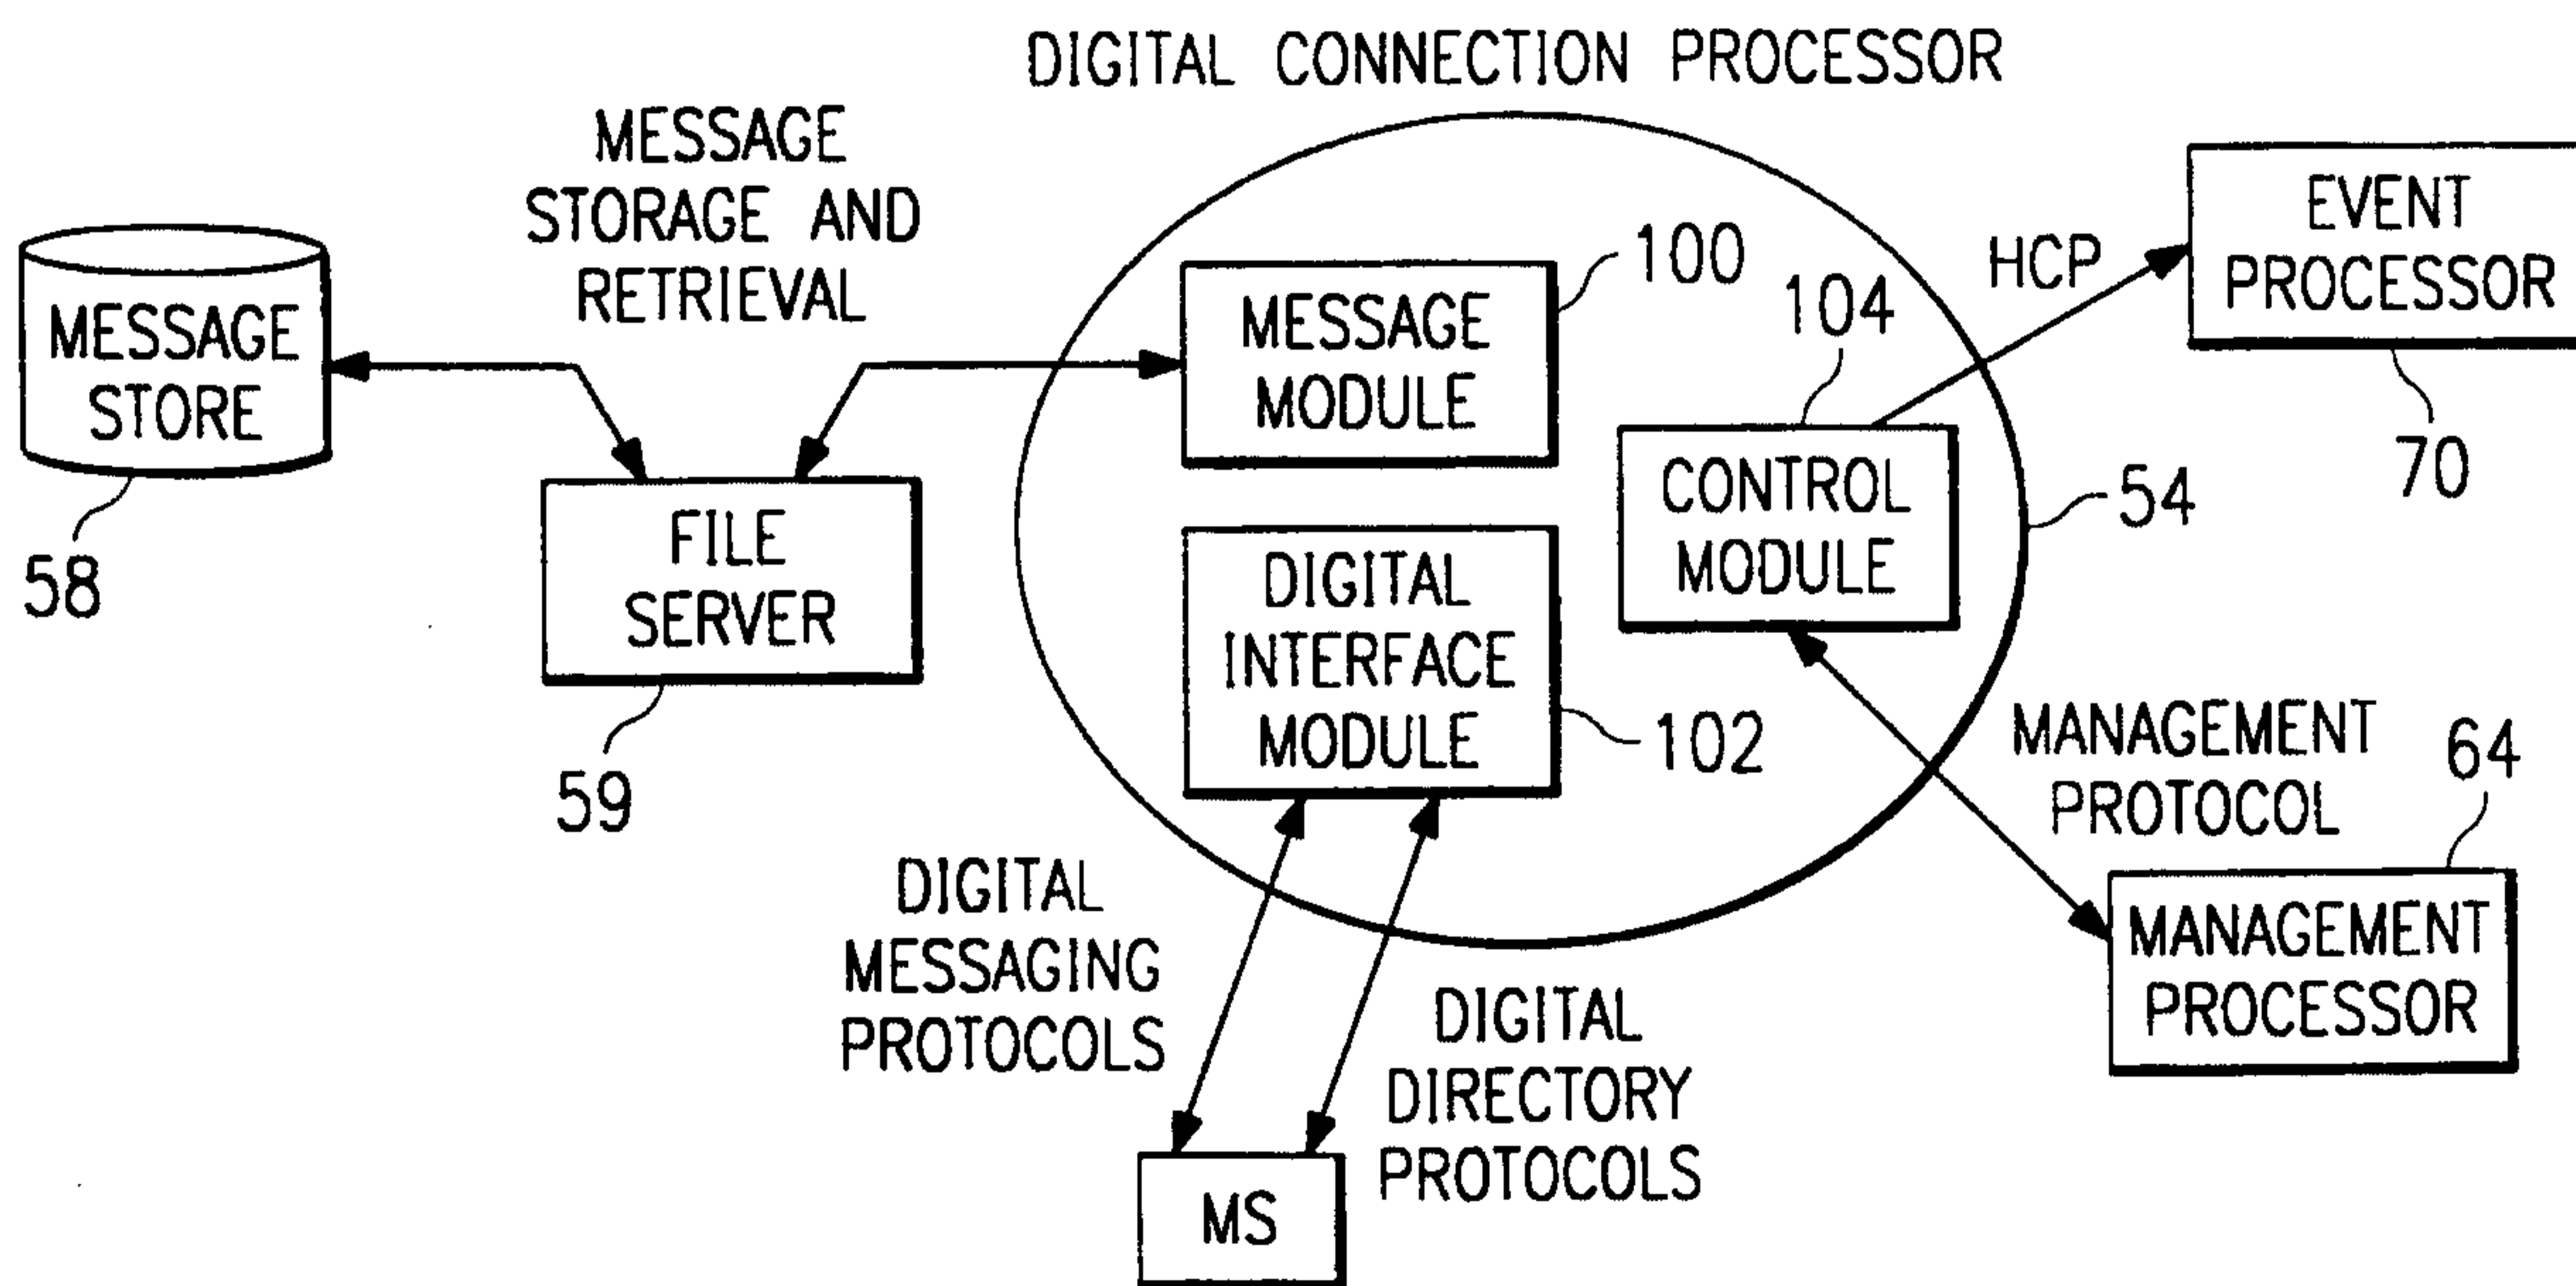 DIGITAL CONNECTION PROCESSOR
MESSAGE
STORAGE AND
RETRIEVAL
MESSAGE
STORE
58
FILE
SERVER
59
MESSAGE
MODULE
100
DIGITAL
INTERFACE
MODULE
102
104
CONTROL
MODULE
54
HCP
EVENT
PROCESSOR
70
MANAGEMENT
PROTOCOL
64
MANAGEMENT
PROCESSOR
DIGITAL
MESSAGING
PROTOCOLS
DIGITAL
DIRECTORY
PROTOCOLS
MS